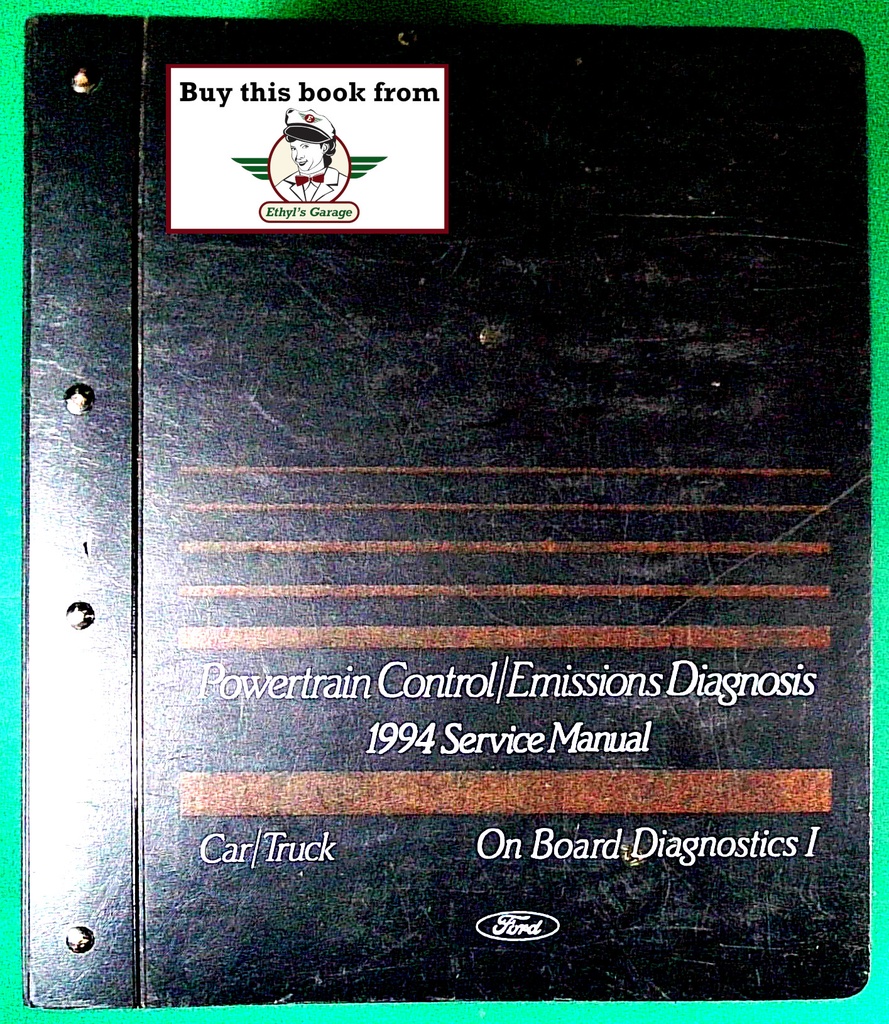 Buy this book from
E
Ethyl's Garage
Powertrain Control/Emissions Diagnosis
1994 Service Manual
Car/Truck On Board Diagnostics I
Ford